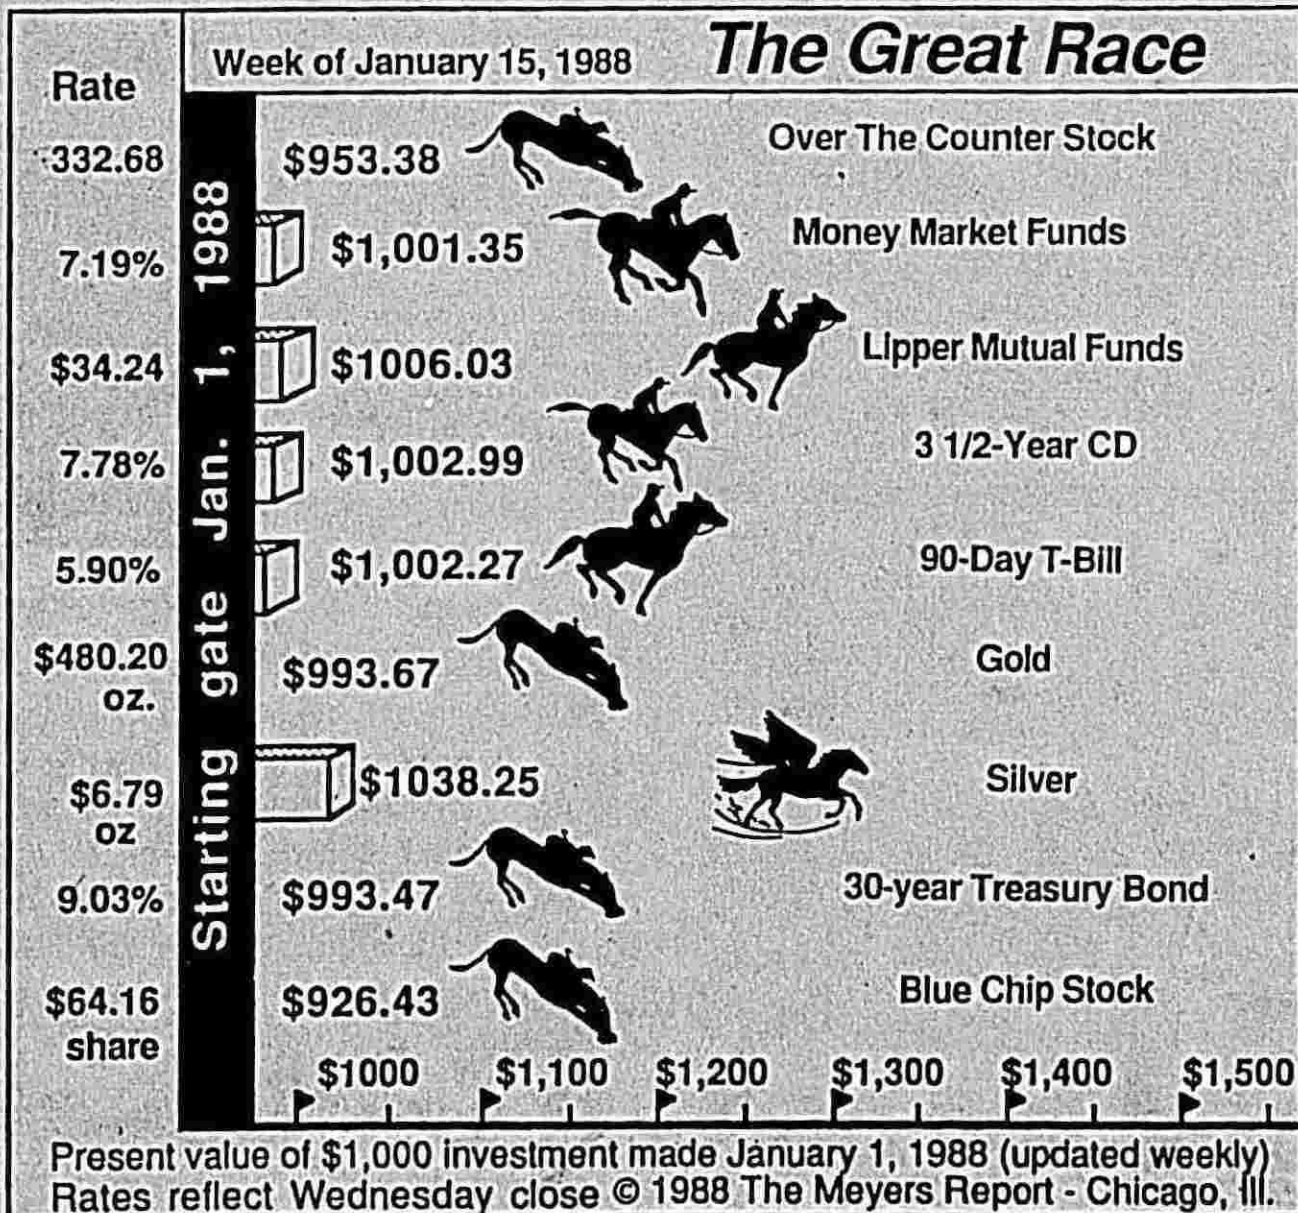 The Great Race
Week of January 15, 1988
Rate
Starting gate Jan. 1, 1988
332.68
$953.38
Over The Counter Stock
7.19%
$1,001.35
Money Market Funds
$34.24
$1006.03
Lipper Mutual Funds
7.78%
$1,002.99
3 1/2-Year CD
5.90%
$1,002.27
90-Day T-Bill
$480.20
oz.
$993.67
Gold
$6.79
oz
$1038.25
Silver
9.03%
$993.47
30-year Treasury Bond
$64.16
share
$926.43
Blue Chip Stock
$1000 $1,100 $1,200 $1,300 $1,400 $1,500
Present value of $1,000 investment made January 1, 1988 (updated weekly)
Rates reflect Wednesday close © 1988 The Meyers Report - Chicago, Ill.